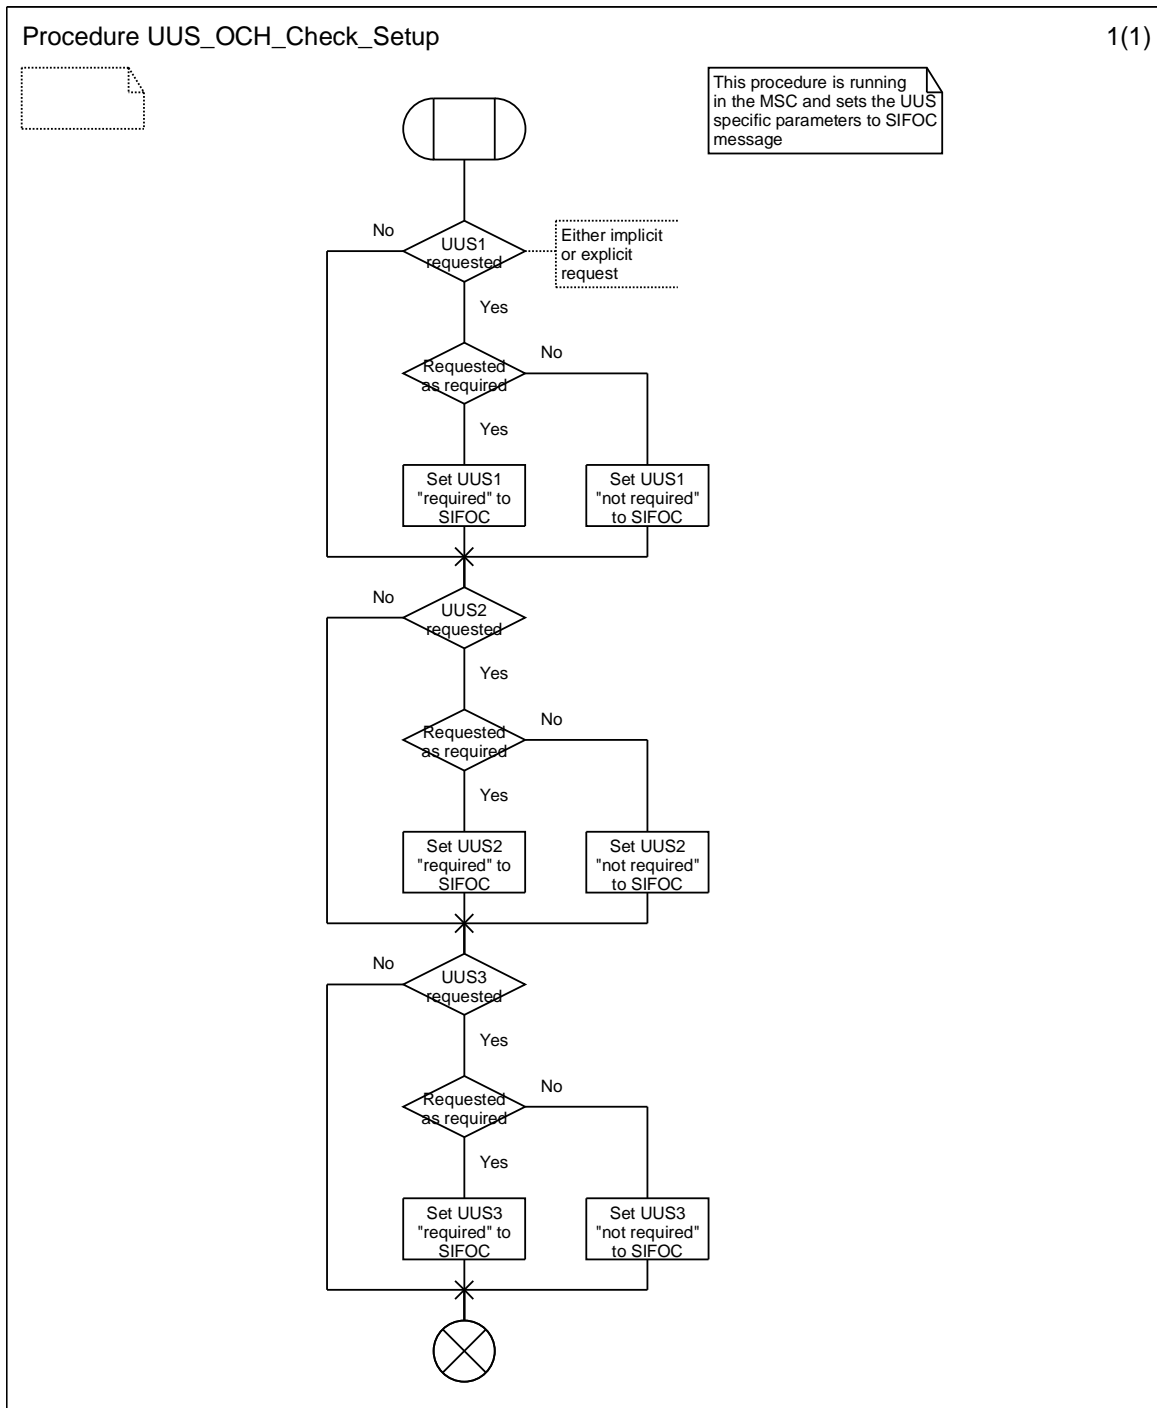 Procedure UUS_OCH_Check_Setup
1(1)
This procedure is running
in the MSC and sets the UUS
specific parameters to SIFOC
message
No
UUS1
requested
Either implicit
or explicit
request
Yes
Requested
as required
No
Yes
Set UUS1
"required" to
SIFOC
Set UUS1
"not required"
to SIFOC
No
UUS2
requested
Yes
Requested
as required
No
Yes
Set UUS2
"required" to
SIFOC
Set UUS2
"not required"
to SIFOC
No
UUS3
requested
Yes
Requested
as required
No
Yes
Set UUS3
"required" to
SIFOC
Set UUS3
"not required"
to SIFOC